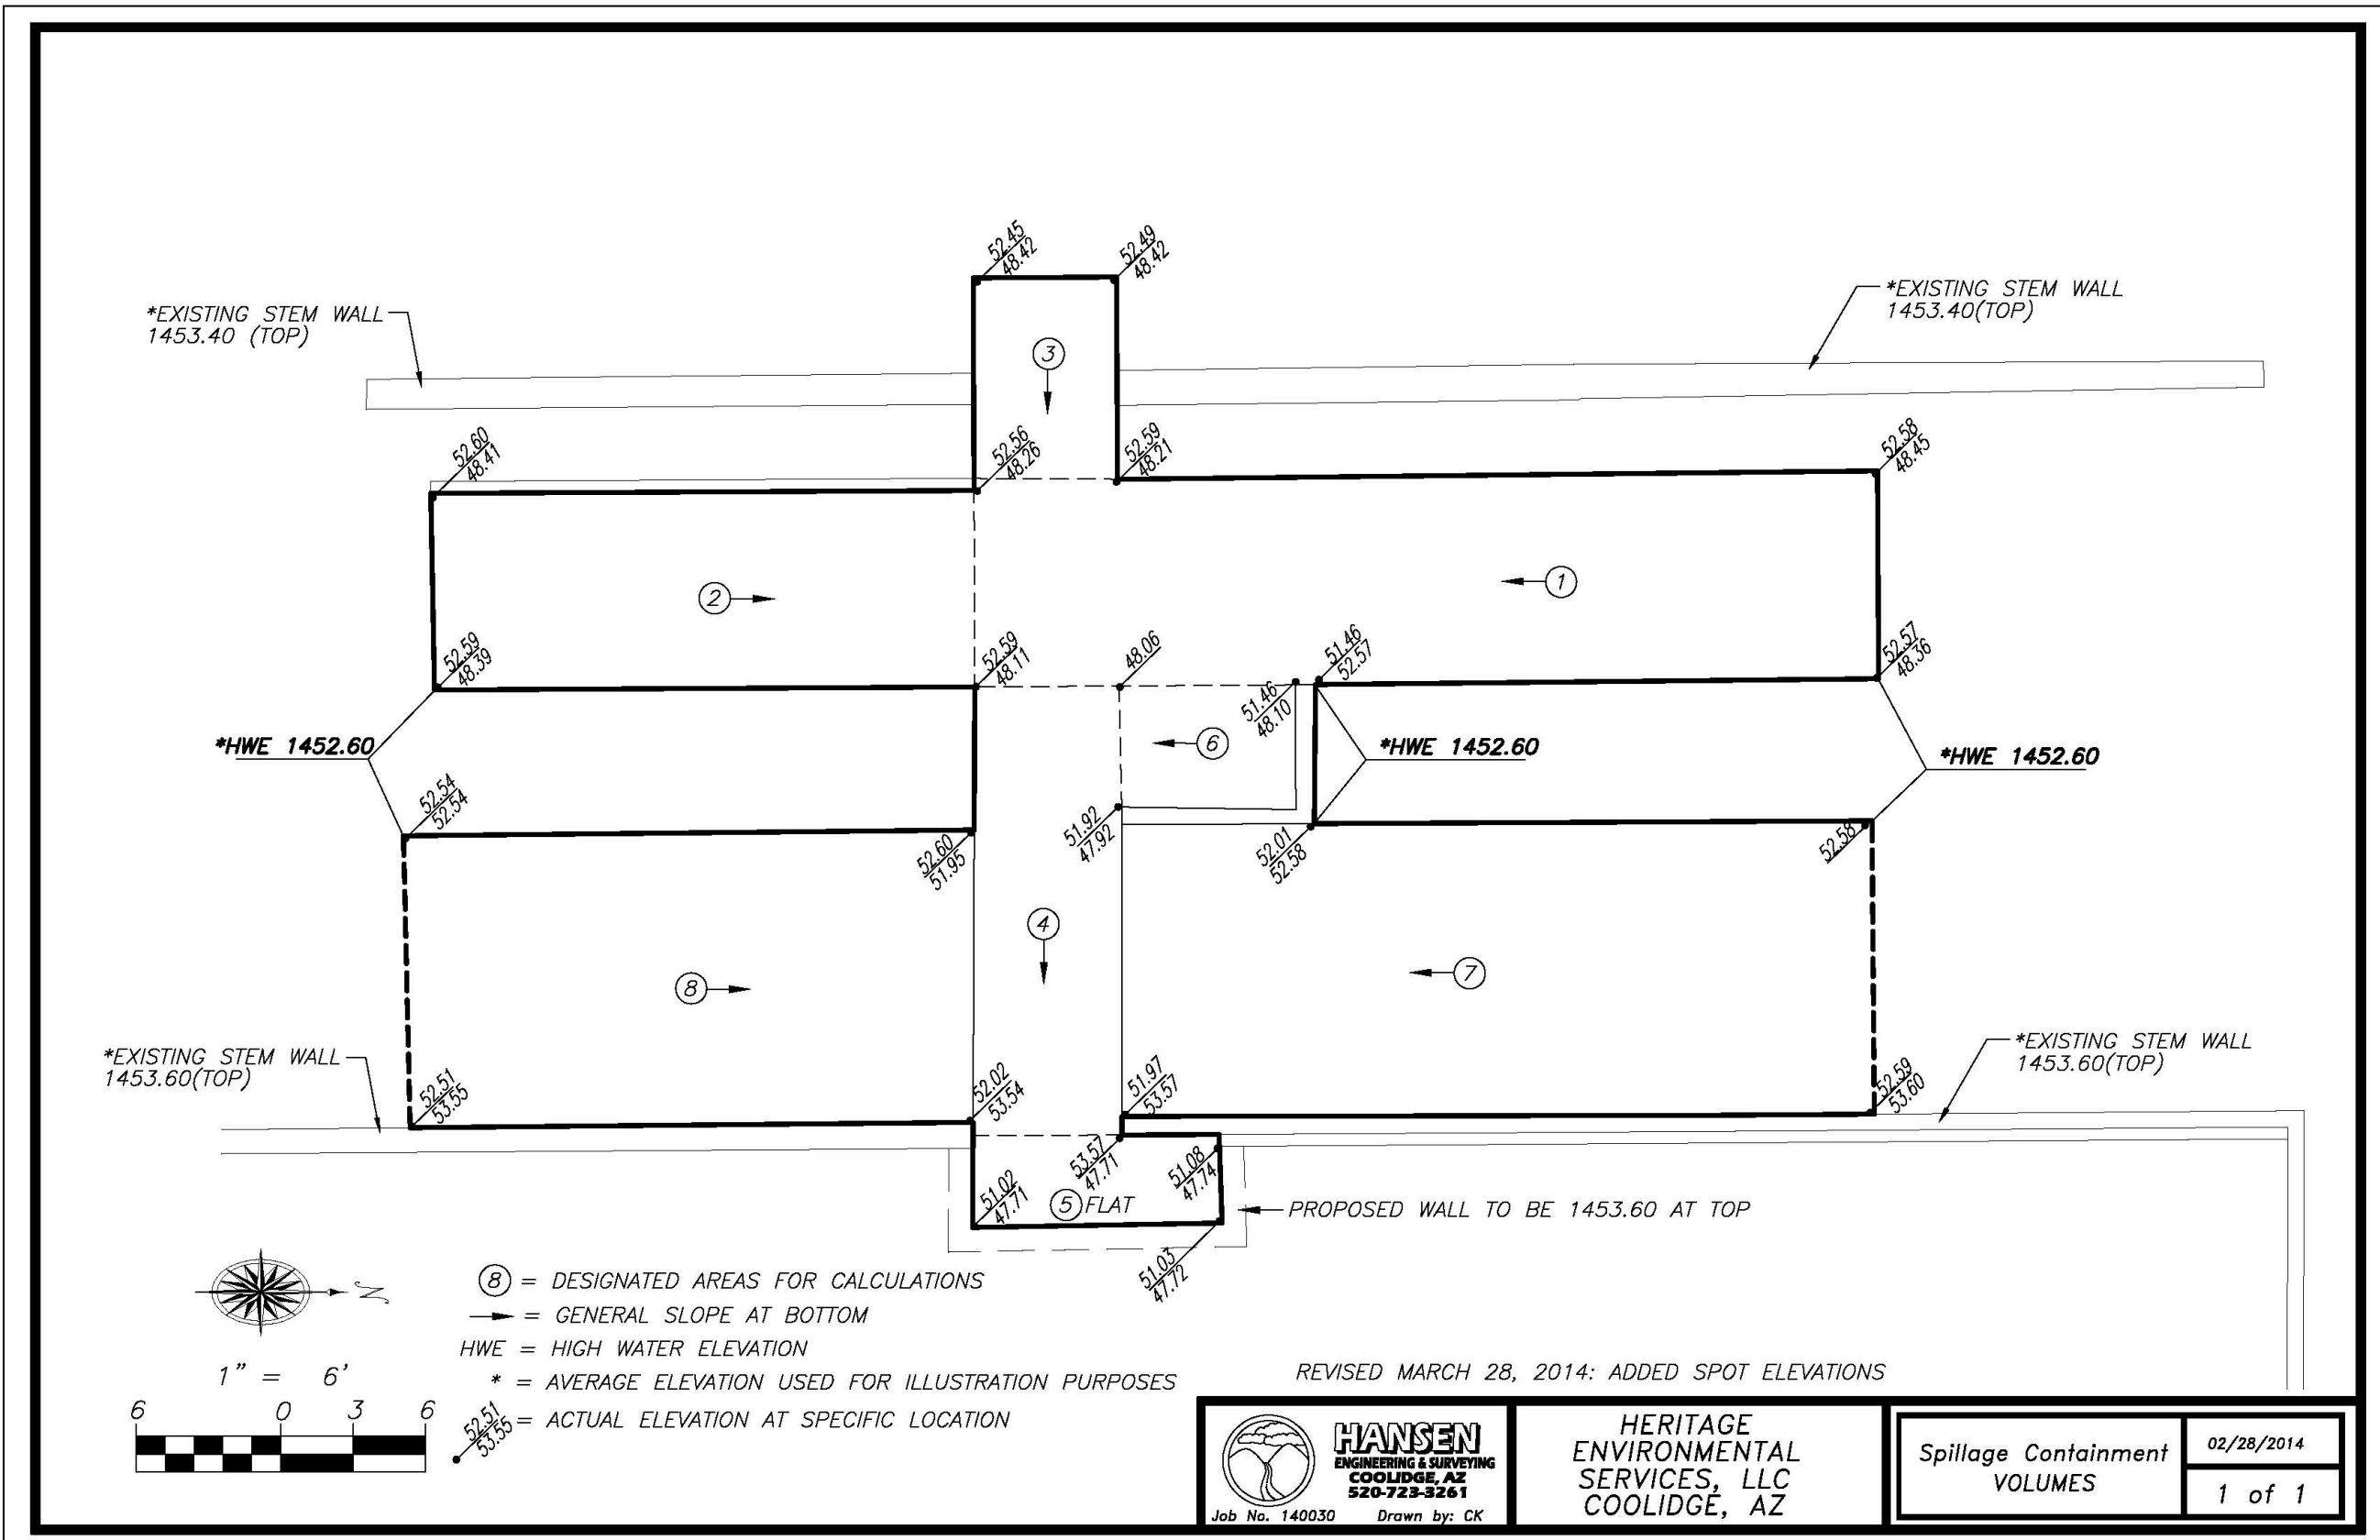 52.45
48.42
52.49
48.42
*EXISTING STEM WALL
1453.40 (TOP)
*EXISTING STEM WALL
1453.40(TOP)
3
52.60
48.41
52.56
48.26
52.59
48.21
52.58
48.45
2
1
52.59
48.39
52.59
48.11
48.06
51.46
52.57
52.57
48.36
51.46
48.10
6
*HWE 1452.60
*HWE 1452.60
*HWE 1452.60
52.54
52.54
52.60
51.95
51.92
47.92
52.01
52.58
52.58
4
8
7
*EXISTING STEM WALL
1453.60(TOP)
*EXISTING STEM WALL
1453.60(TOP)
52.51
53.55
52.02
53.54
51.97
53.57
52.59
53.60
53.57
47.71
51.08
47.74
51.02
47.71
5 FLAT
PROPOSED WALL TO BE 1453.60 AT TOP
51.03
47.72
N
8 = DESIGNATED AREAS FOR CALCULATIONS
= GENERAL SLOPE AT BOTTOM
HWE = HIGH WATER ELEVATION
* = AVERAGE ELEVATION USED FOR ILLUSTRATION PURPOSES
52.51
53.55
= ACTUAL ELEVATION AT SPECIFIC LOCATION
1" = 6'
6 0 3 6
REVISED MARCH 28, 2014: ADDED SPOT ELEVATIONS
HANSEN
ENGINEERING & SURVEYING
COOLIDGE, AZ
520-723-3261
Job No. 140030 Drawn by: CK
HERITAGE
ENVIRONMENTAL
SERVICES, LLC
COOLIDGE, AZ
Spillage Containment
VOLUMES
02/28/2014
1 of 1